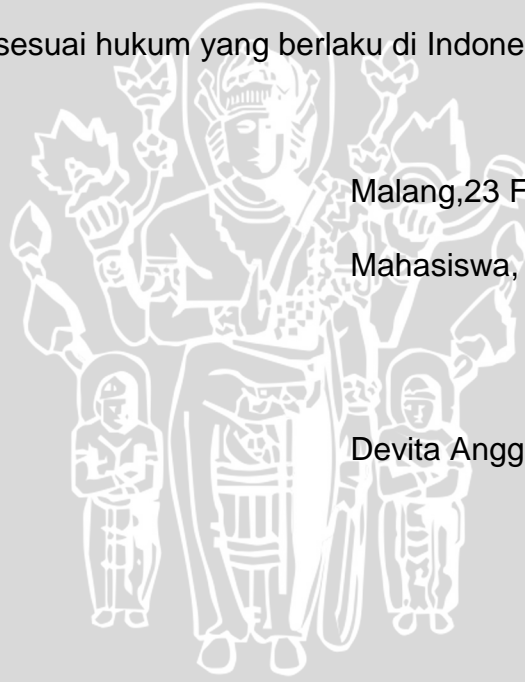 sesuai hukum yang berlaku di Indone
Malang,23 F
Mahasiswa,
Devita Angg